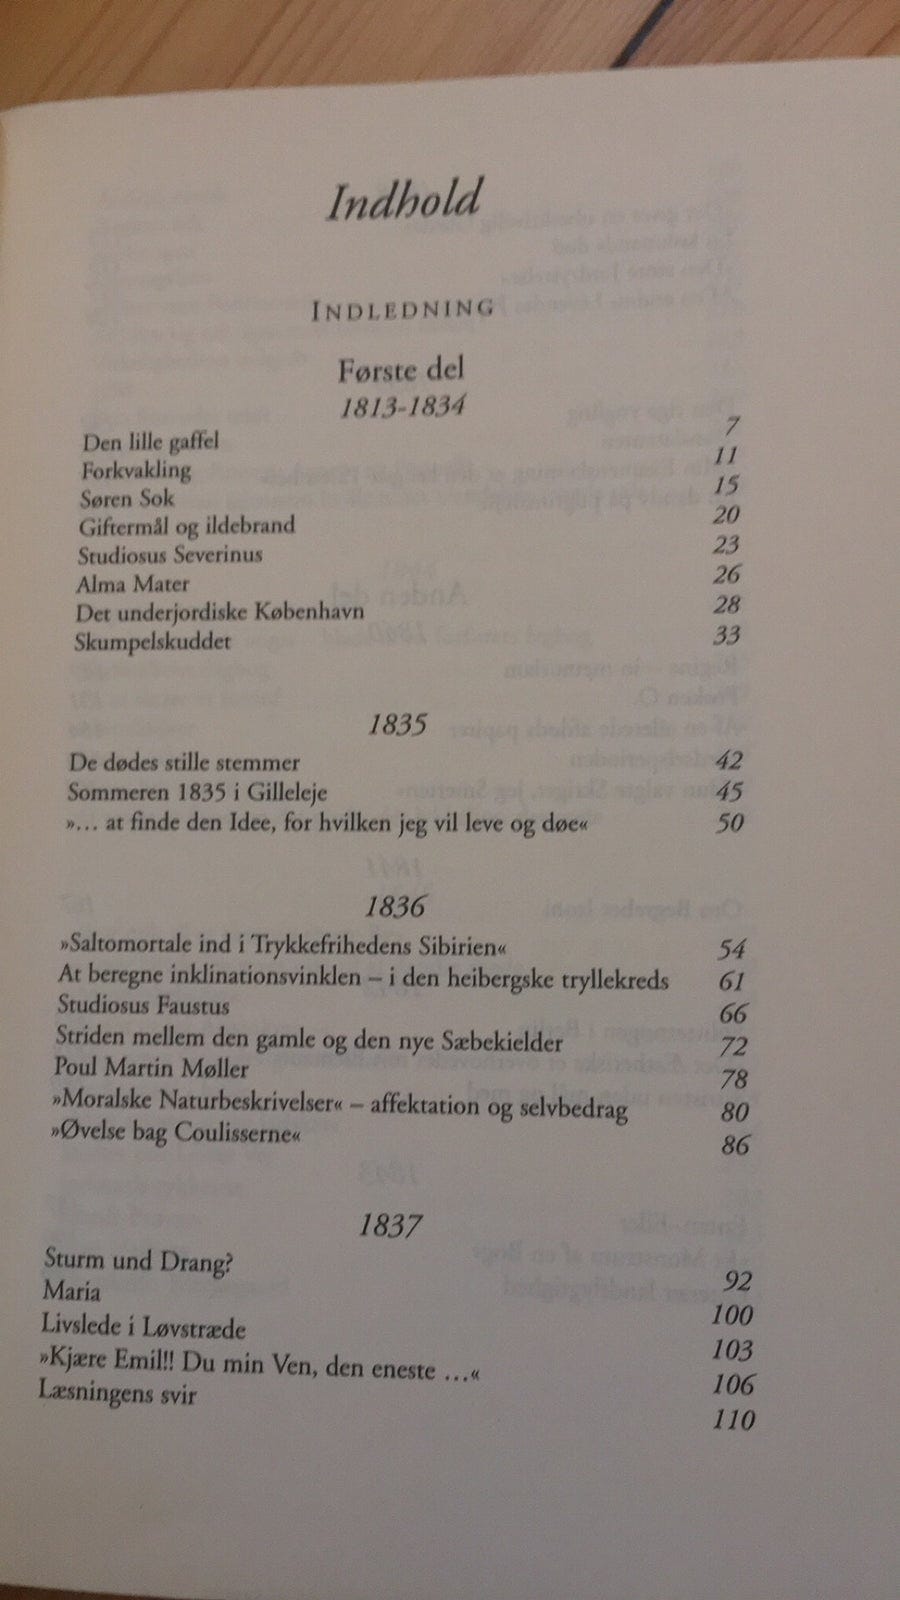 Indhold
INDLEDNING
Første del
1813-1834
Den lille gaffel 7
Forkvakling 11
Søren Sok 15
Giftermål og ildebrand 20
Studiosus Severinus 23
Alma Mater 26
Det underjordiske København 28
Skumpelskuddet 33
1835
De dødes stille stemmer 42
Sommeren 1835 i Gilleleje 45
»... at finde den Idee, for hvilken jeg vil leve og døe« 50
1836
»Saltomortale ind i Trykkefrihedens Sibirien« 54
At beregne inklinationsvinklen – i den heibergske tryllekreds 61
Studiosus Faustus 66
Striden mellem den gamle og den nye Sæbekielder 72
Poul Martin Møller 78
»Moralske Naturbeskrivelser« – affektation og selvbedrag 80
»Øvelse bag Coulisserne« 86
1837
Sturm und Drang? 92
Maria 100
Livslede i Løvstræde 103
»Kjære Emil!! Du min Ven, den eneste ...« 106
Læsningens svir 110